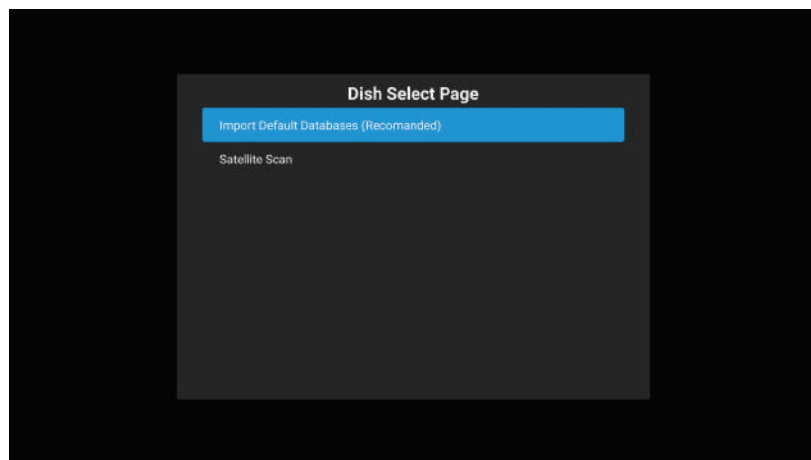 Dish Select Page
Import Default Databases (Recomanded)
Satellite Scan